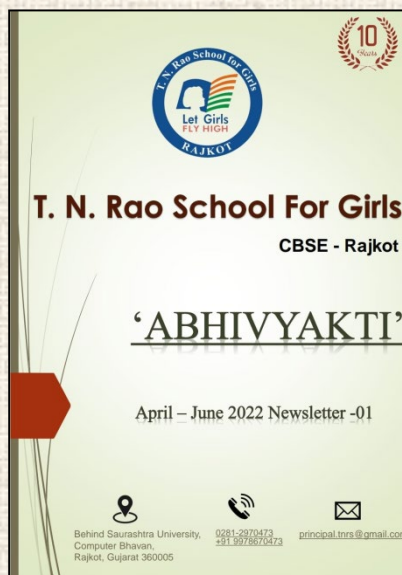 10
Years
T. N. Rao School for Girls
Let Girls
FLY HIGH
RAJKOT
T. N. Rao School For Girls
CBSE - Rajkot
‘ABHIVYAKTI’
April – June 2022 Newsletter -01
Behind Saurashtra University,
Computer Bhavan,
Rajkot, Gujarat 360005
0281-2970473
+91 9978670473
principal.tnrs@gmail.com